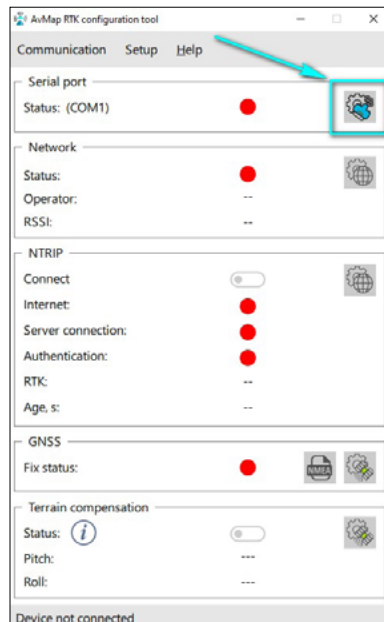 AvMap RTK configuration tool
Communication Setup Help
Serial port
Status: (COM1)
Network
Status:
Operator: --
RSSI: --
NTRIP
Connect
Internet:
Server connection:
Authentication:
RTK: --
Age, s: --
GNSS
Fix status:
NMEA
Terrain compensation
Status: i
Pitch: ---
Roll: ---
Device not connected